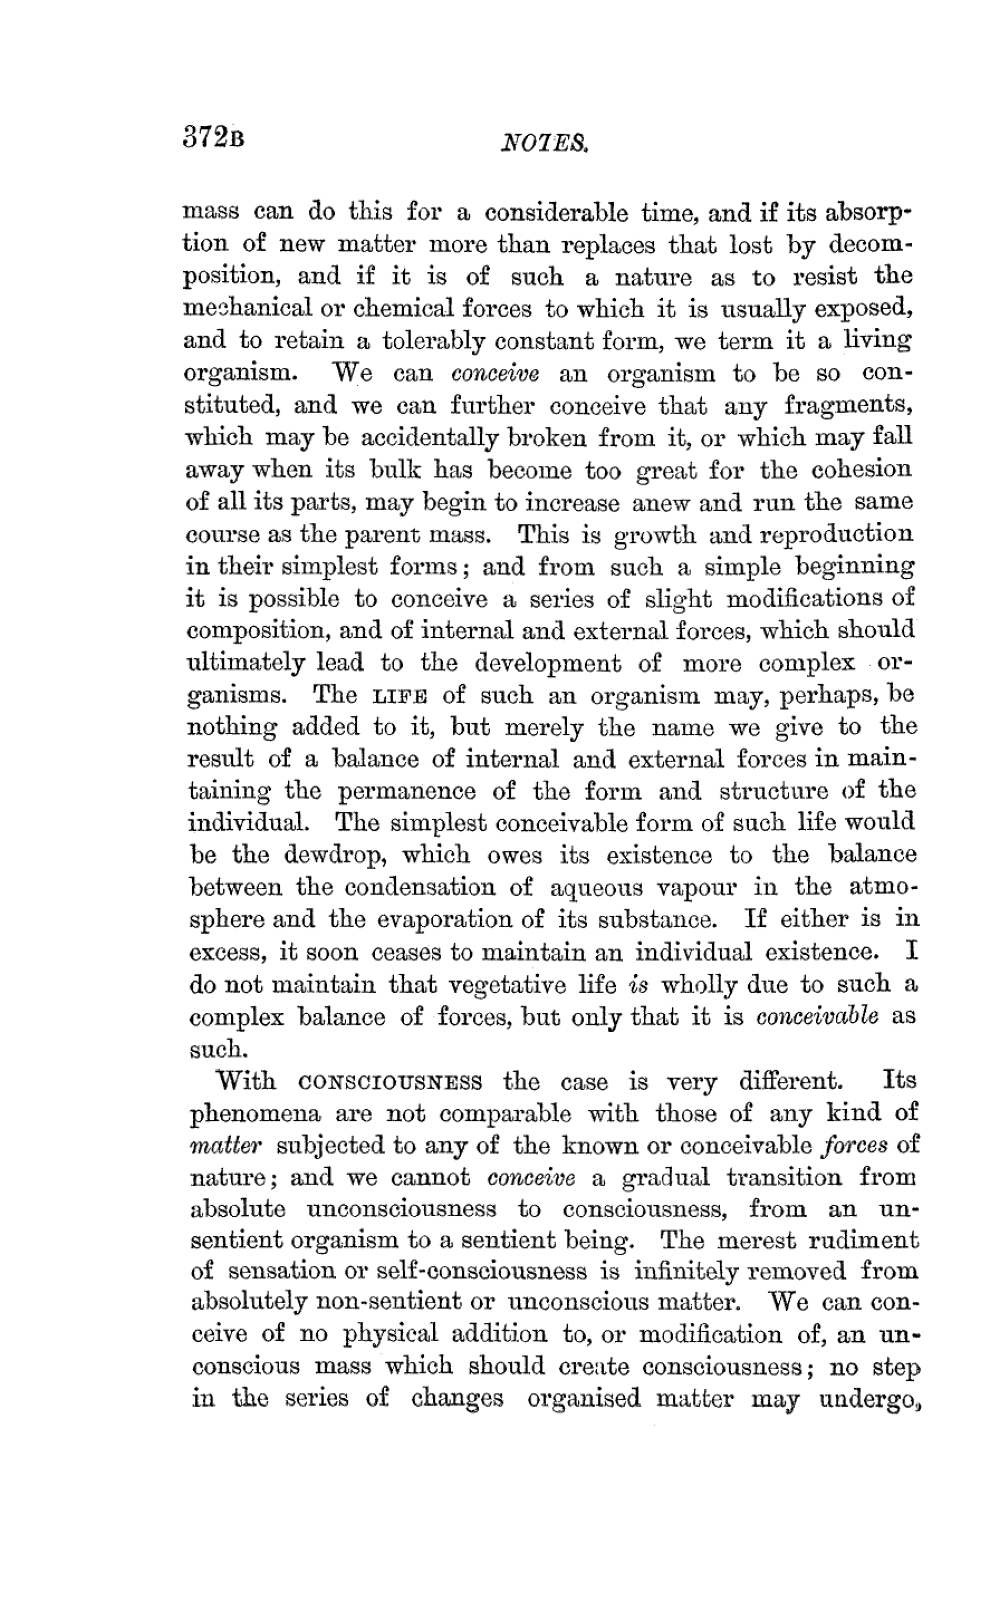 372B
NOTES.
mass can do this for a considerable time, and if its absorp-
tion of new matter more than replaces that lost by decom-
position, and if it is of such a nature as to resist the
mechanical or chemical forces to which it is usually exposed,
and to retain a tolerably constant form, we term it a living
organism. We can conceive an organism to be so con-
stituted, and we can further conceive that any fragments,
which may be accidentally broken from it, or which may fall
away when its bulk has become too great for the cohesion
of all its parts, may begin to increase anew and run the same
course as the parent mass. This is growth and reproduction
in their simplest forms; and from such a simple beginning
it is possible to conceive a series of slight modifications of
composition, and of internal and external forces, which should
ultimately lead to the development of more complex or-
ganisms. The LIFE of such an organism may, perhaps, be
nothing added to it, but merely the name we give to the
result of a balance of internal and external forces in main-
taining the permanence of the form and structure of the
individual. The simplest conceivable form of such life would
be the dewdrop, which owes its existence to the balance
between the condensation of aqueous vapour in the atmo-
sphere and the evaporation of its substance. If either is in
excess, it soon ceases to maintain an individual existence. I
do not maintain that vegetative life is wholly due to such a
complex balance of forces, but only that it is conceivable as
such.
With CONSCIOUSNESS the case is very different. Its
phenomena are not comparable with those of any kind of
matter subjected to any of the known or conceivable forces of
nature; and we cannot conceive a gradual transition from
absolute unconsciousness to consciousness, from an un-
sentient organism to a sentient being. The merest rudiment
of sensation or self-consciousness is infinitely removed from
absolutely non-sentient or unconscious matter. We can con-
ceive of no physical addition to, or modification of, an un-
conscious mass which should create consciousness; no step
in the series of changes organised matter may undergo,